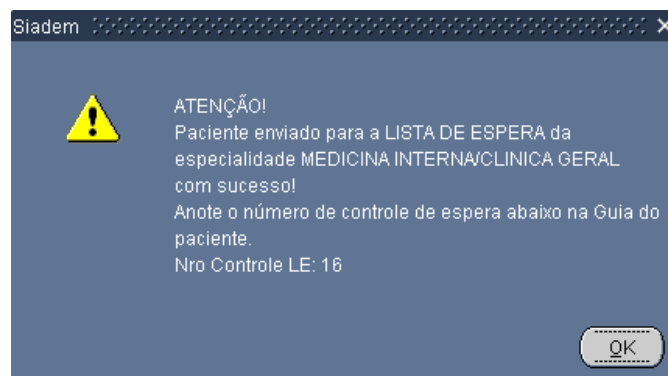 Siadem
ATENÇÃO!
Paciente enviado para a LISTA DE ESPERA da
especialidade MEDICINA INTERNA/CLINICA GERAL
com sucesso!
Anote o número de controle de espera abaixo na Guia do
paciente.
Nro Controle LE: 16
OK